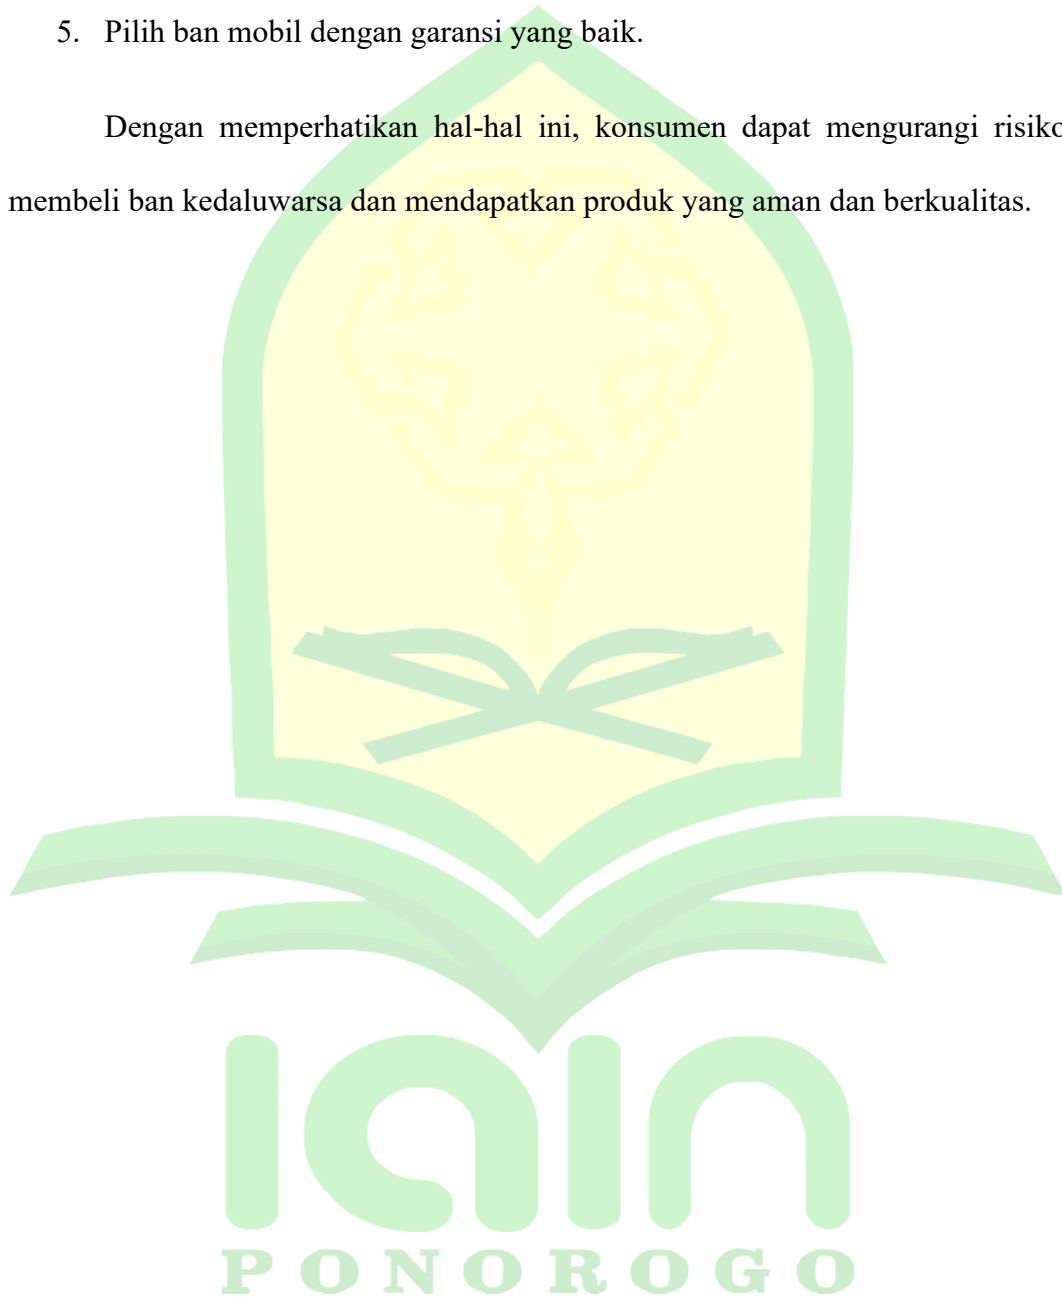 5. Pilih ban mobil dengan garansi yang baik.
Dengan memperhatikan hal-hal ini, konsumen dapat mengurangi risiko
membeli ban kedaluwarsa dan mendapatkan produk yang aman dan berkualitas.
IAIN
PONOROGO